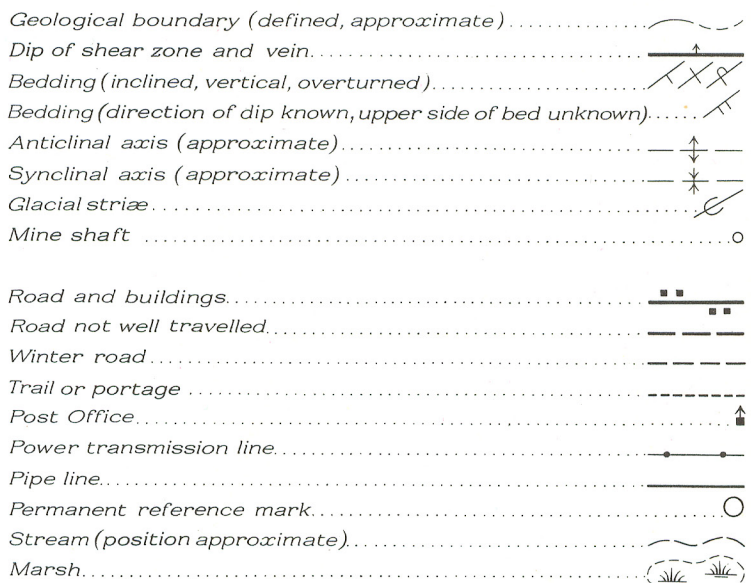 Geological boundary (defined, approximate)
Dip of shear zone and vein
Bedding (inclined, vertical, overturned)
Bedding (direction of dip known, upper side of bed unknown)
Anticlinal axis (approximate)
Synclinal axis (approximate)
Glacial striæ
Mine shaft
Road and buildings
Road not well travelled
Winter road
Trail or portage
Post Office
Power transmission line
Pipe line
Permanent reference mark
Stream (position approximate)
Marsh